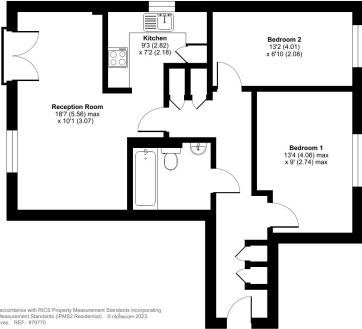 Kitchen
9'3 (2.82)
x 7'2 (2.18)
Bedroom 2
13'2 (4.01)
x 6'10 (2.08)
Reception Room
18'7 (5.56) max
x 10'1 (3.07)
Bedroom 1
13'4 (4.06) max
x 9' (2.74) max
accordance with RICS Property Measurement Standards incorporating
Measurement Standards (IPMS2 Residential). © nichecom 2023.
ves. REF: 979770